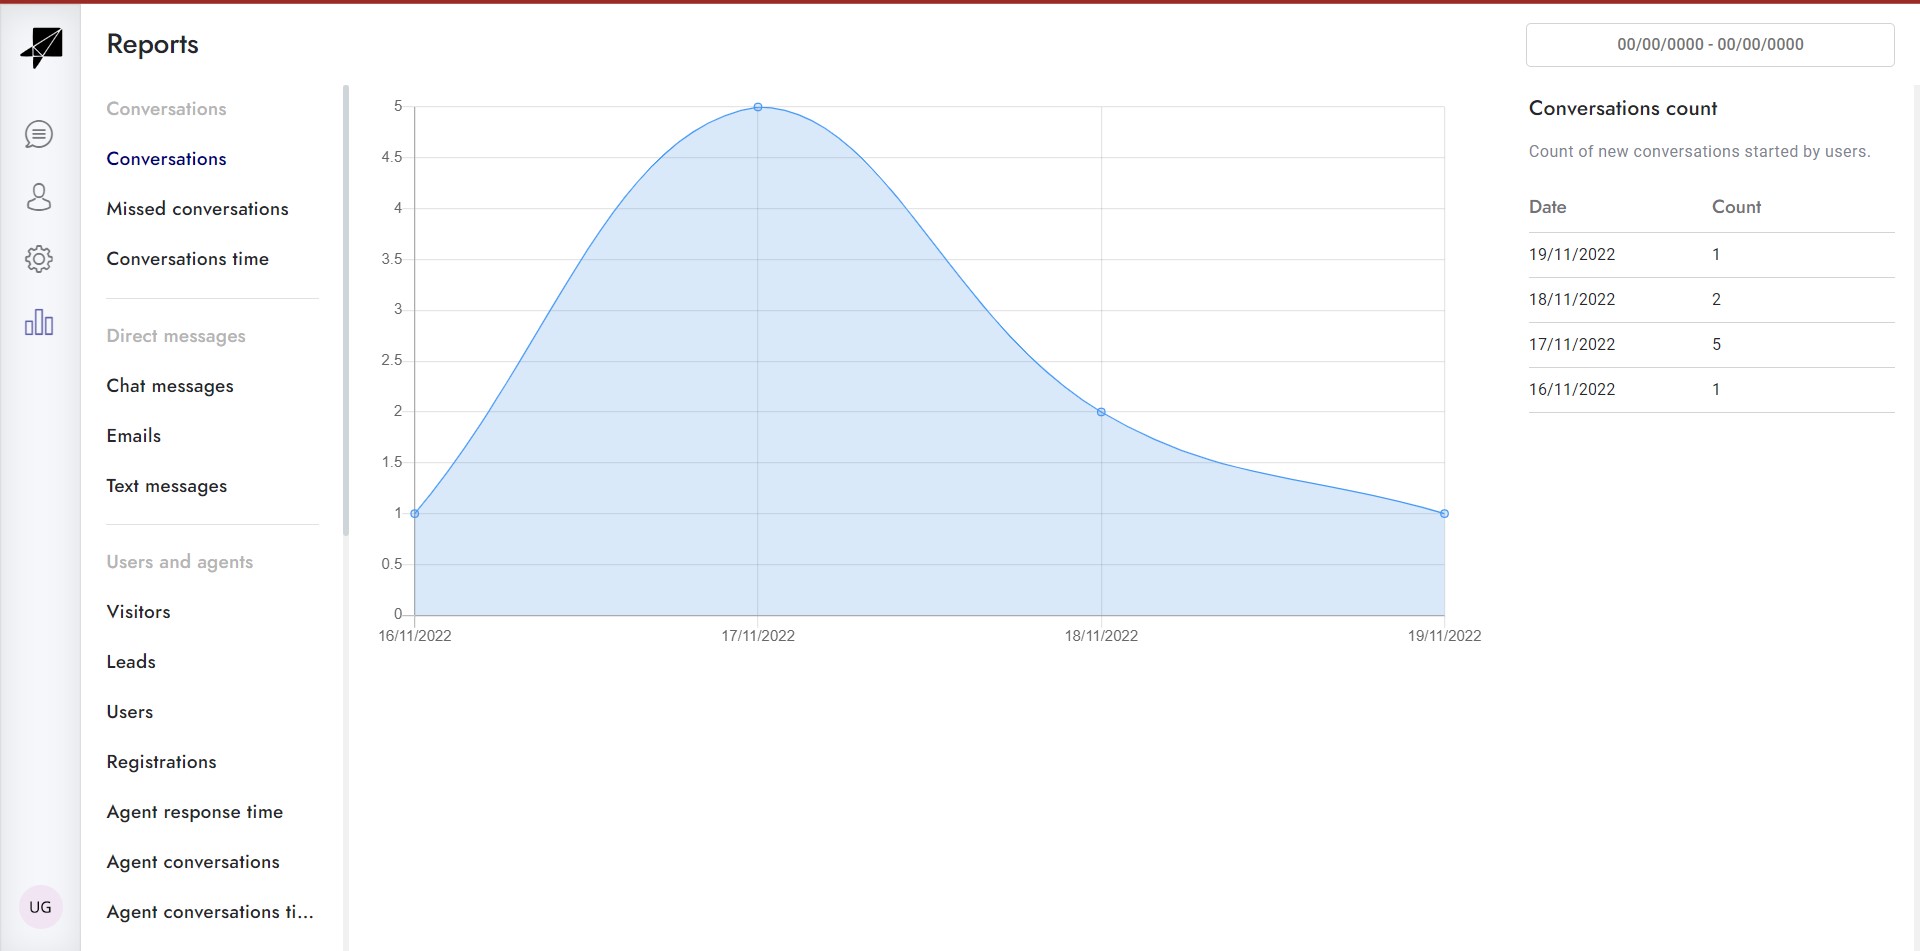 Reports
00/00/0000 - 00/00/0000
Conversations
Conversations
Missed conversations
Conversations time
Direct messages
Chat messages
Emails
Text messages
Users and agents
Visitors
Leads
Users
Registrations
Agent response time
Agent conversations
Agent conversations ti...
UG
5
4.5
4
3.5
3
2.5
2
1.5
1
0.5
0
16/11/2022 17/11/2022 18/11/2022 19/11/2022
Conversations count
Count of new conversations started by users.
Date Count
19/11/2022 1
18/11/2022 2
17/11/2022 5
16/11/2022 1